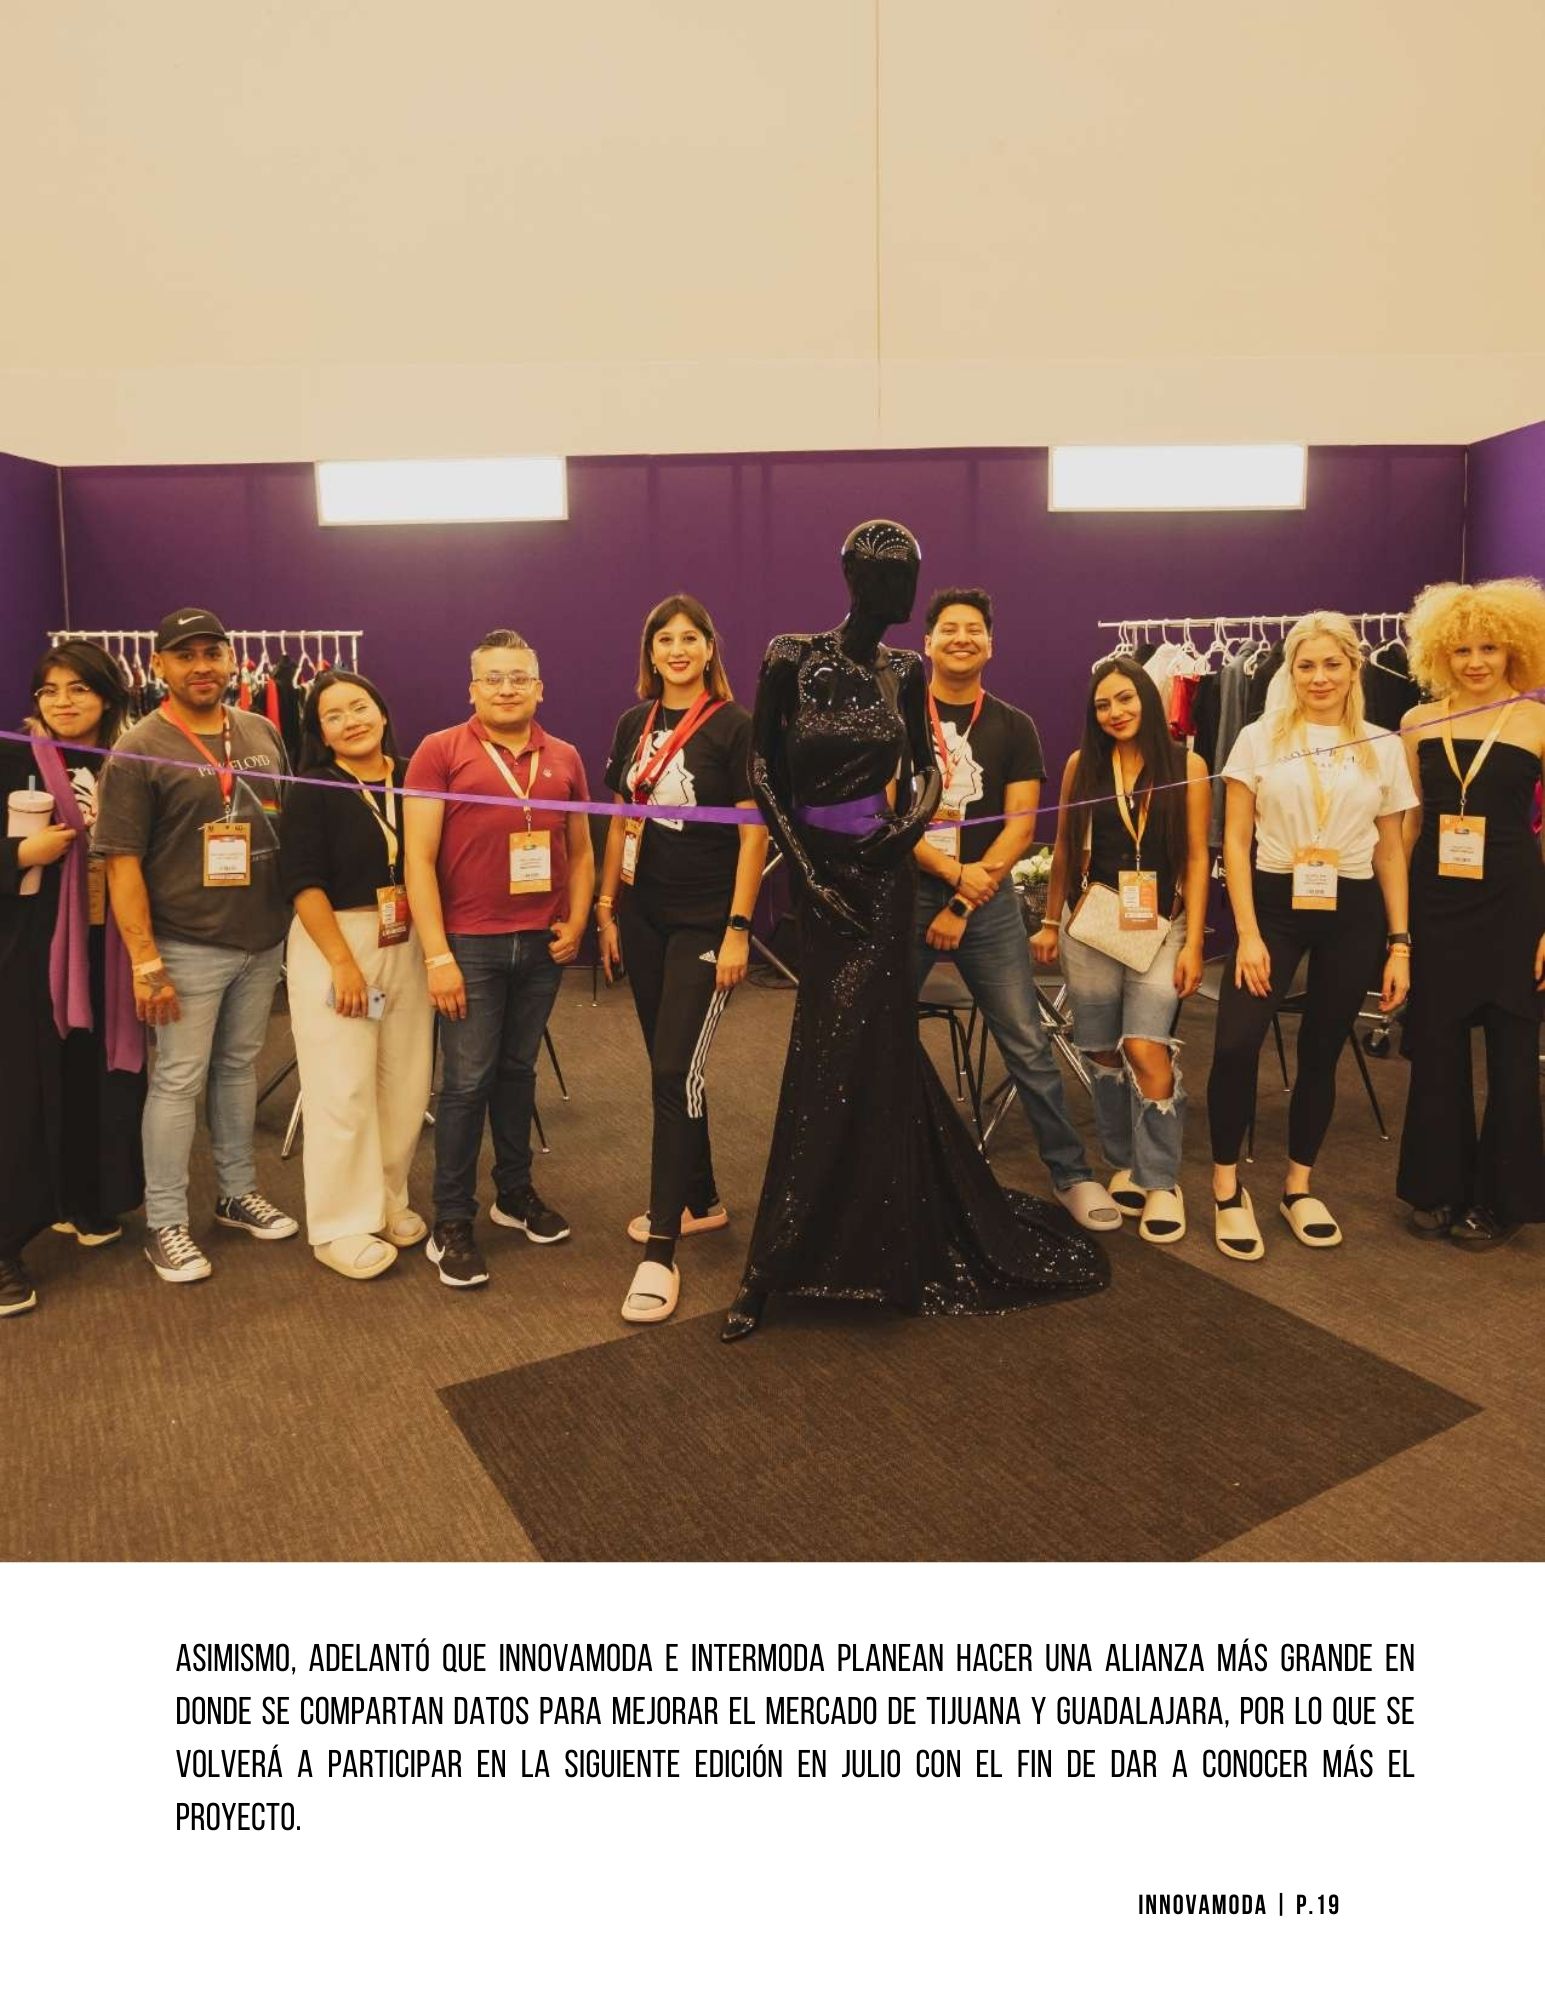 PINK FLOYD
ASIMISMO, ADELANTÓ QUE INNOVAMODA E INTERMODA PLANEAN HACER UNA ALIANZA MÁS GRANDE EN
DONDE SE COMPARTAN DATOS PARA MEJORAR EL MERCADO DE TIJUANA Y GUADALAJARA, POR LO QUE SE
VOLVERÁ A PARTICIPAR EN LA SIGUIENTE EDICIÓN EN JULIO CON EL FIN DE DAR A CONOCER MÁS EL
PROYECTO.
INNOVAMODA | P.19